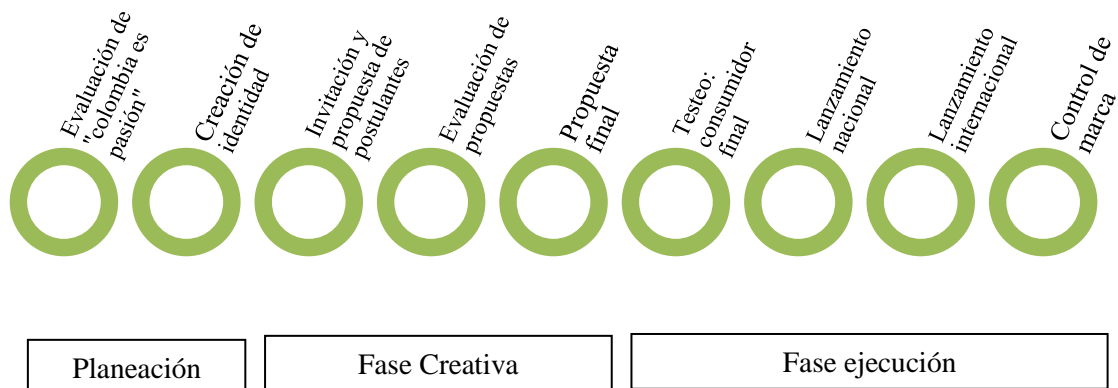 Evaluación de
"colombia es
pasión"
Creación de
identidad
Invitación y
propuesta de
postulantes
Evaluación de
propuestas
Propuesta
final
Testeo:
consumidor
final
Lanzamiento
nacional
Lanzamiento
internacional
Control de
marca
Planeación
Fase Creativa
Fase ejecución